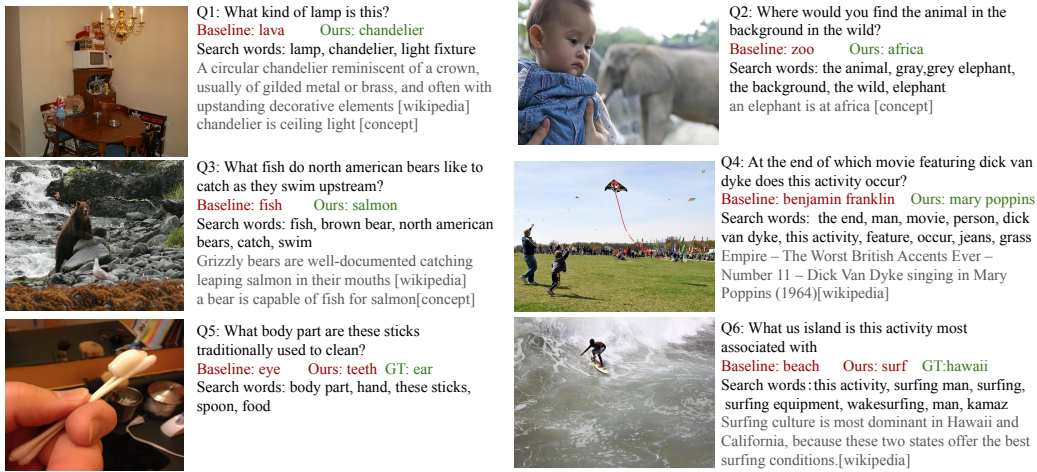 Q1: What kind of lamp is this?
Baseline: lava Ours: chandelier
Search words: lamp, chandelier, light fixture
A circular chandelier reminiscent of a crown,
usually of gilded metal or brass, and often with
upstanding decorative elements [wikipedia]
chandelier is ceiling light [concept]
Q2: Where would you find the animal in the
background in the wild?
Baseline: zoo Ours: africa
Search words: the animal, gray,grey elephant,
the background, the wild, elephant
an elephant is at africa [concept]
Q3: What fish do north american bears like to
catch as they swim upstream?
Baseline: fish Ours: salmon
Search words: fish, brown bear, north american
bears, catch, swim
Grizzly bears are well-documented catching
leaping salmon in their mouths [wikipedia]
a bear is capable of fish for salmon[concept]
Q4: At the end of which movie featuring dick van
dyke does this activity occur?
Baseline: benjamin franklin Ours: mary poppins
Search words: the end, man, movie, person, dick
van dyke, this activity, feature, occur, jeans, grass
Empire – The Worst British Accents Ever –
Number 11 – Dick Van Dyke singing in Mary
Poppins (1964)[wikipedia]
Q5: What body part are these sticks
traditionally used to clean?
Baseline: eye Ours: teeth GT: ear
Search words: body part, hand, these sticks,
spoon, food
Q6: What us island is this activity most
associated with
Baseline: beach Ours: surf GT:hawaii
Search words:this activity, surfing man, surfing,
surfing equipment, wakesurfing, man, kamaz
Surfing culture is most dominant in Hawaii and
California, because these two states offer the best
surfing conditions.[wikipedia]